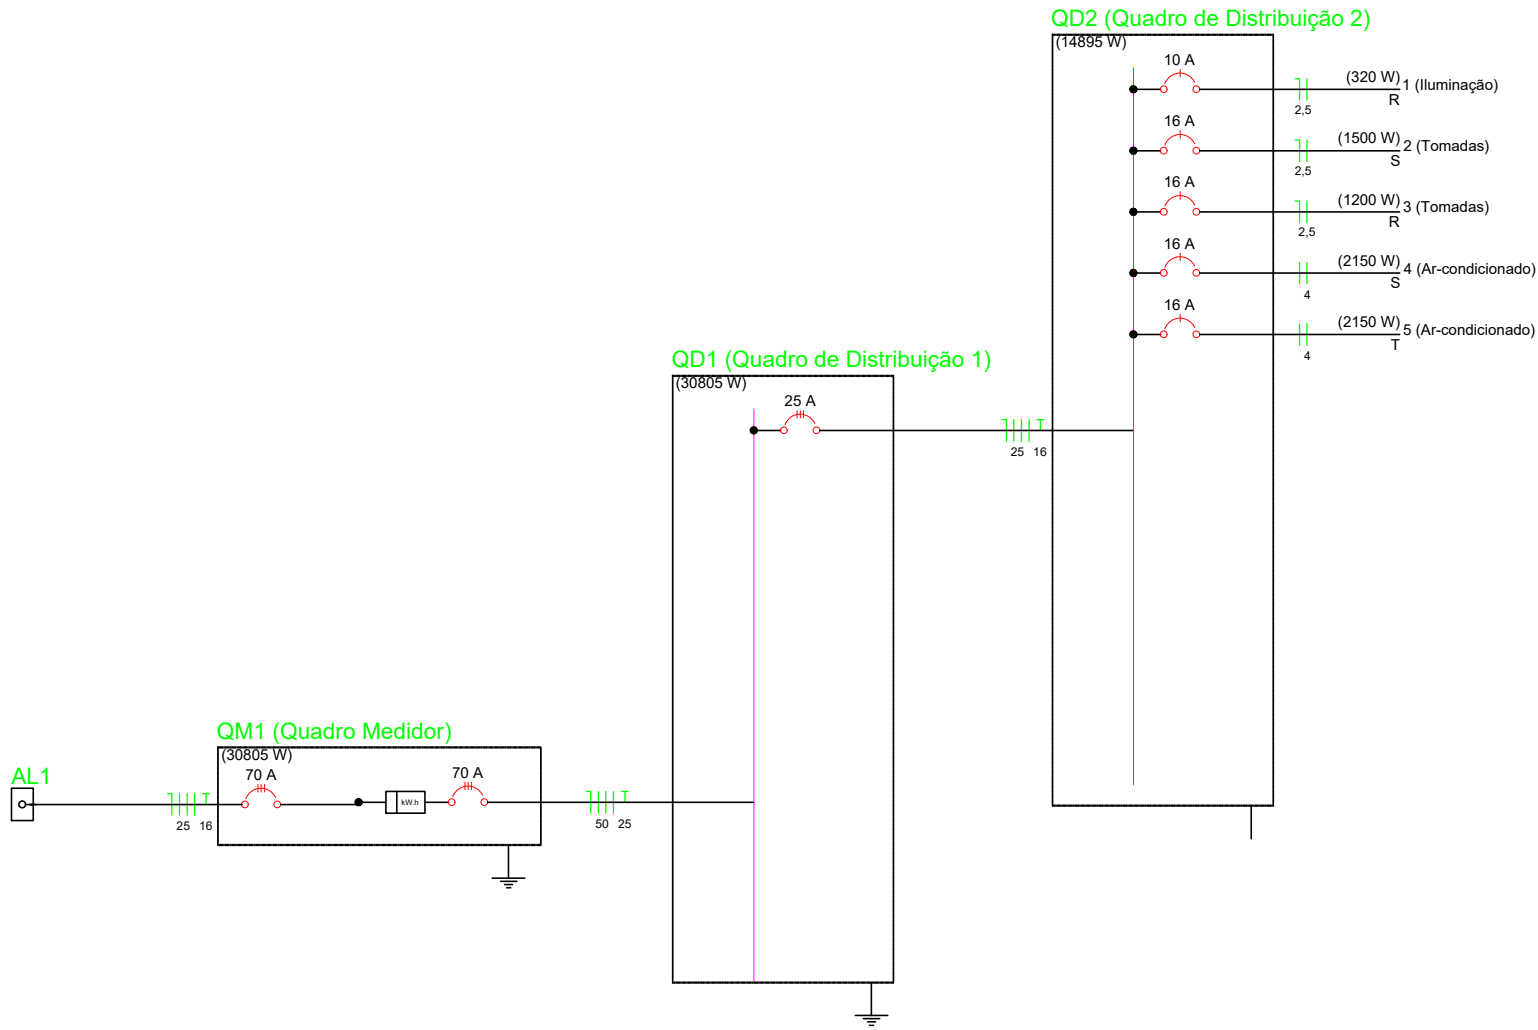 QD2 (Quadro de Distribuição 2)
(14895 W)
10 A
(320 W)
1 (Iluminação)
R
2,5
16 A
(1500 W)
2 (Tomadas)
S
2,5
16 A
(1200 W)
3 (Tomadas)
R
2,5
16 A
(2150 W)
4 (Ar-condicionado)
S
4
16 A
(2150 W)
5 (Ar-condicionado)
T
4
QD1 (Quadro de Distribuição 1)
(30805 W)
25 A
25 16
QM1 (Quadro Medidor)
(30805 W)
70 A
70 A
kW.h
AL1
25 16
50 25